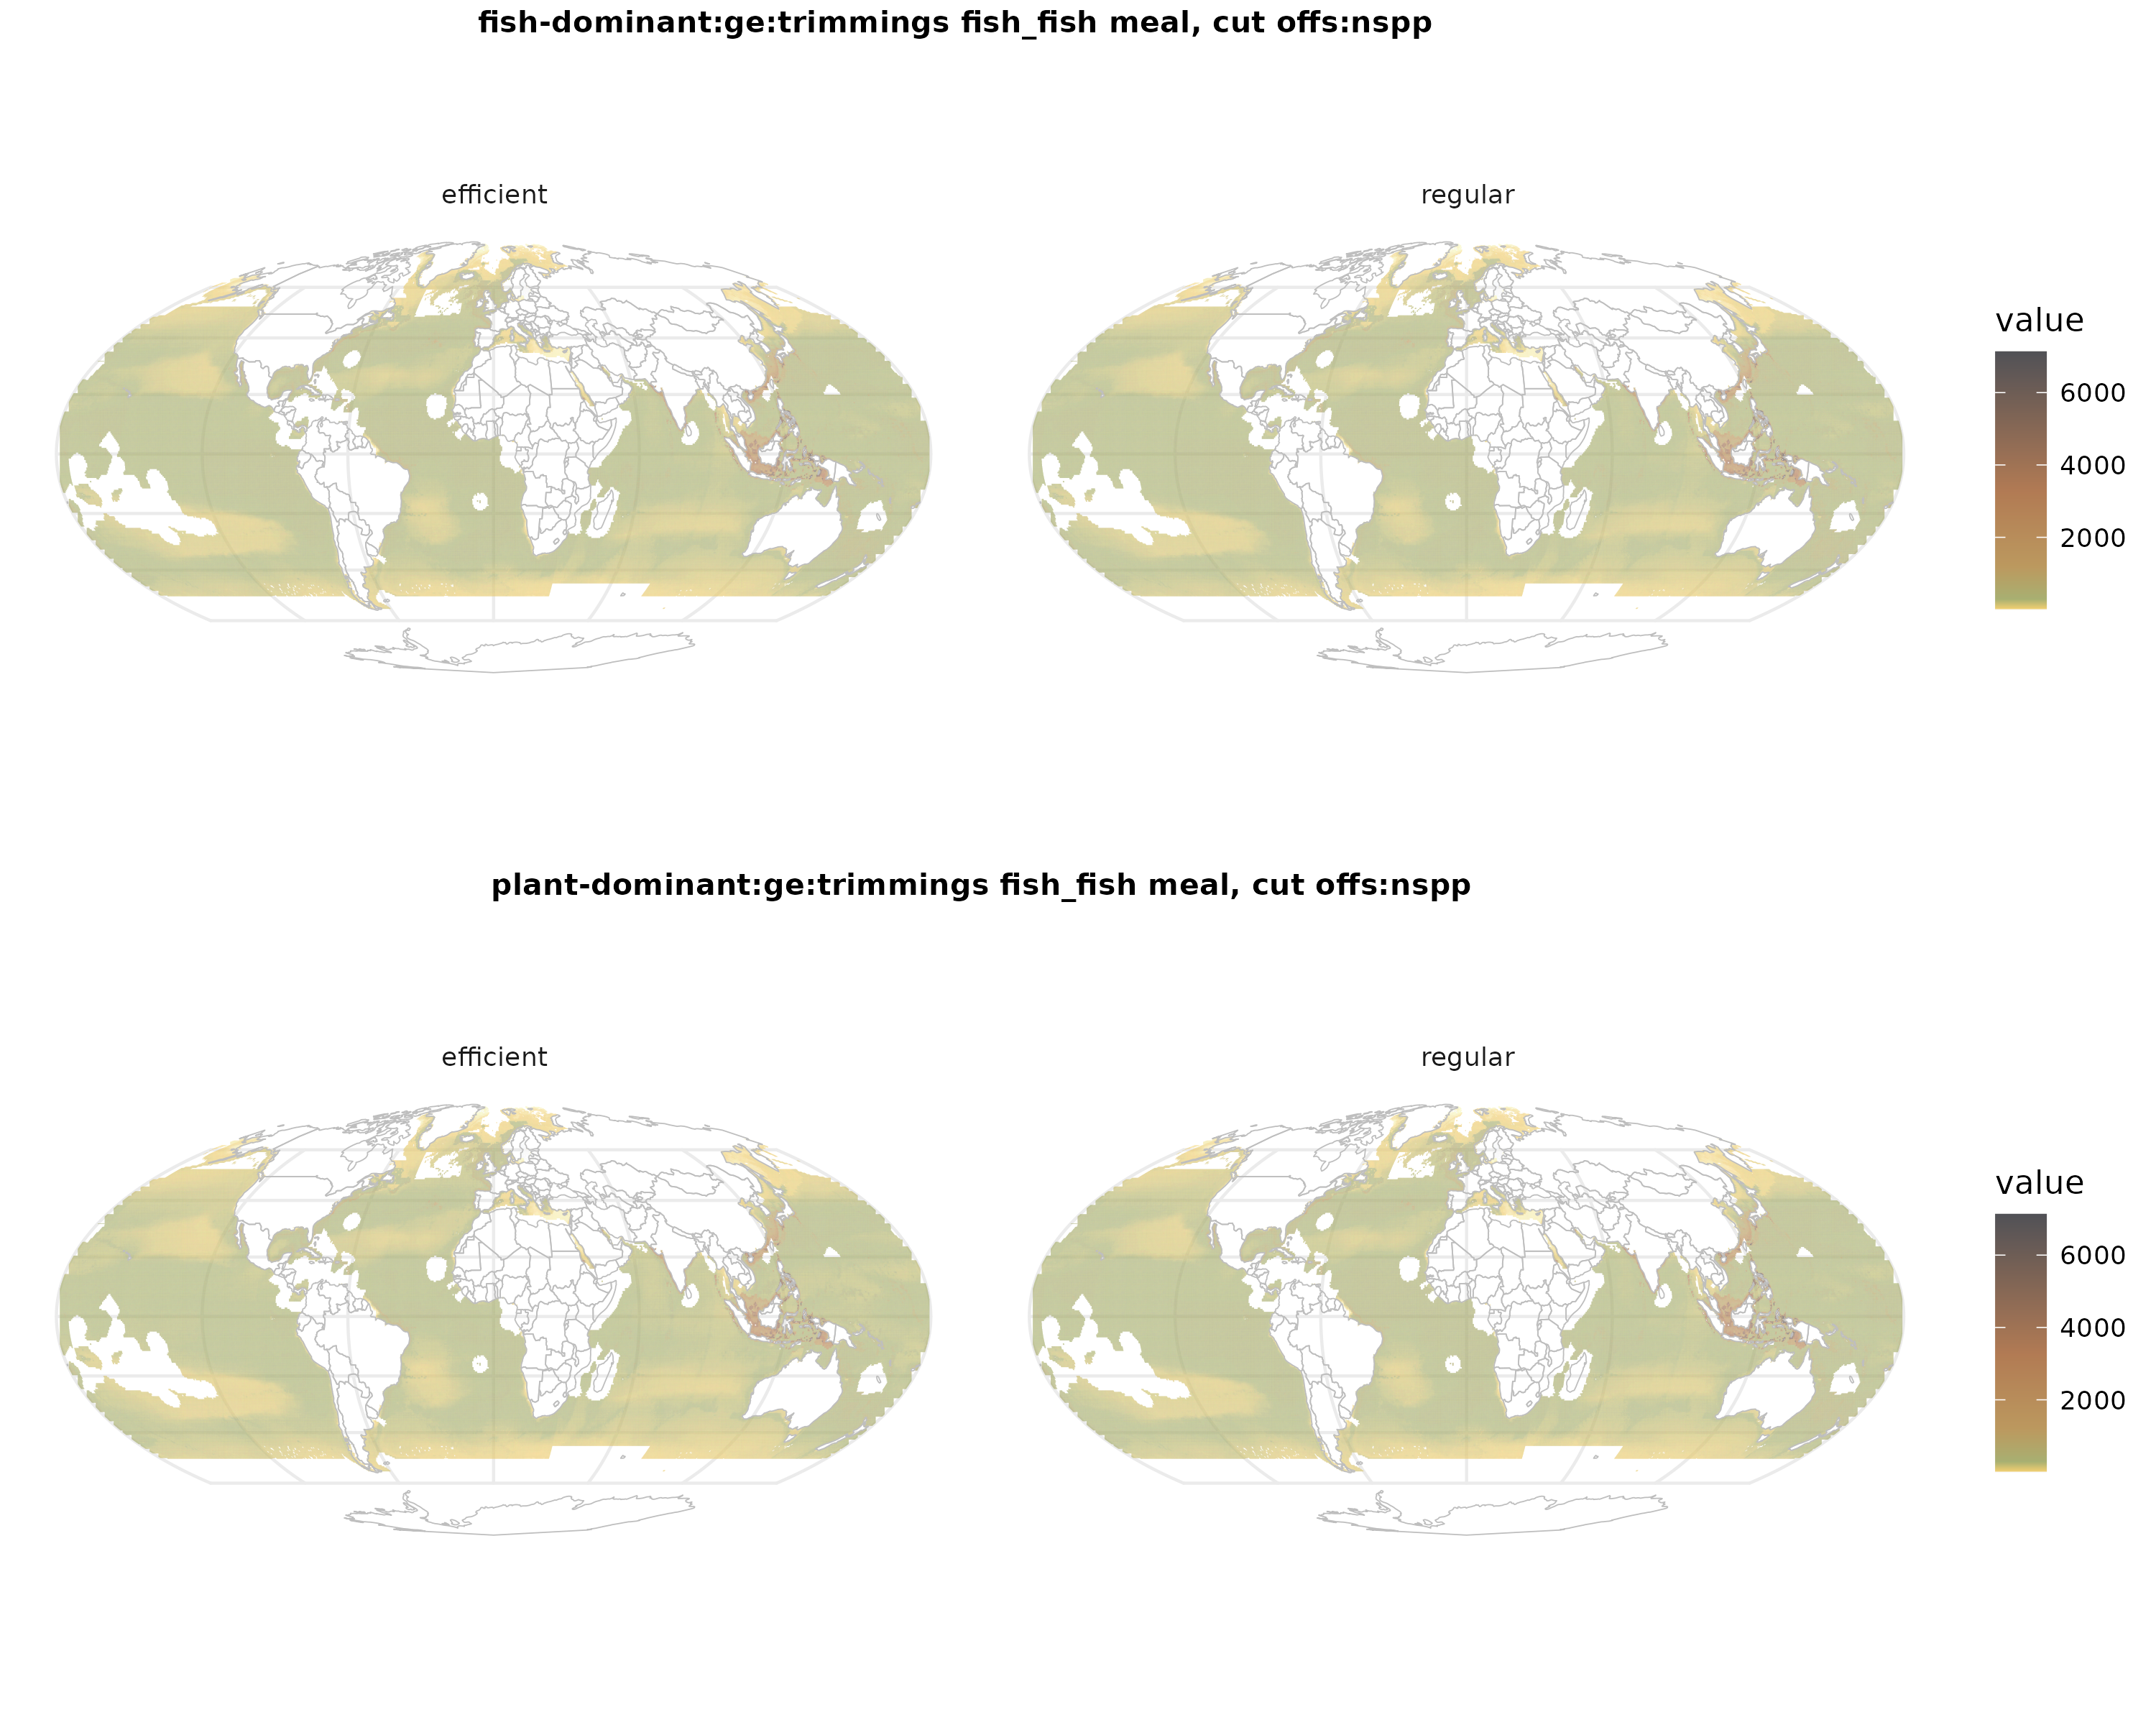 fish-dominant:ge:trimmings fish_fish meal, cut offs:nspp
efficient
regular
value
6000
4000
2000
plant-dominant:ge:trimmings fish_fish meal, cut offs:nspp
efficient
regular
value
6000
4000
2000